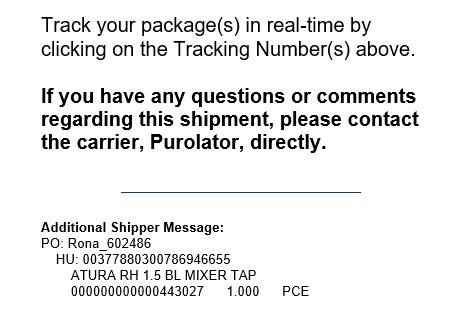 Track your package(s) in real-time by
clicking on the Tracking Number(s) above.
If you have any questions or comments
regarding this shipment, please contact
the carrier, Purolator, directly.
Additional Shipper Message:
PO: Rona_602486
HU: 00377880300786946655
ATURA RH 1.5 BL MIXER TAP
000000000000443027 1.000 PCE